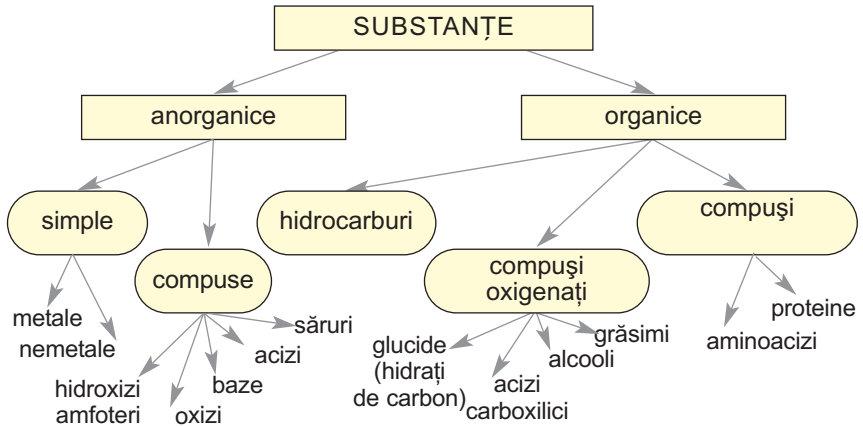 SUBSTANȚE
anorganice
organice
simple
hidrocarburi
compuşi
compuse
compuşi
oxigenați
metale
nemetale
săruri
acizi
baze
oxizi
hidroxizi
amfoteri
glucide
(hidrați
de carbon)
acizi
carboxilici
alcooli
grăsimi
proteine
aminoacizi